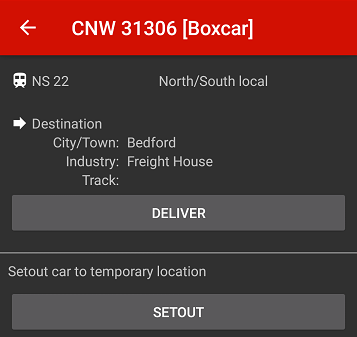 CNW 31306 [Boxcar]
NS 22 North/South local
Destination
City/Town: Bedford
Industry: Freight House
Track:
DELIVER
Setout car to temporary location
SETOUT